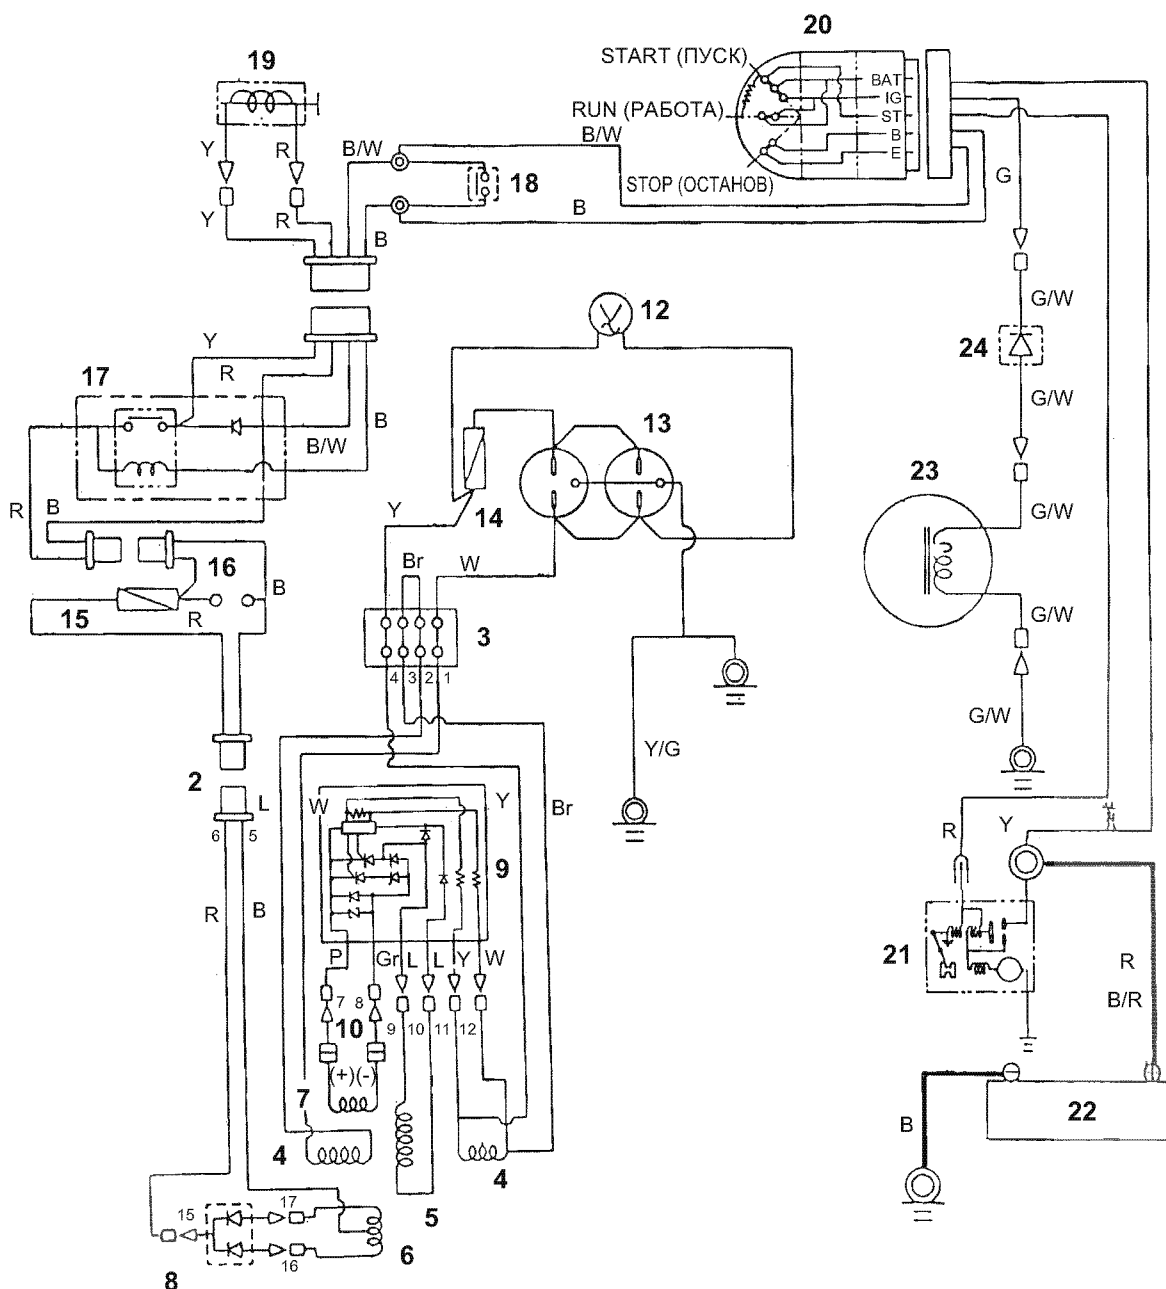 20
19
START (ПУСК)
BAT
IG
RUN (РАБОТА)
ST
B/W
B
E
STOP (ОСТАНОВ)
Y
R
B/W
18
G
B
Y
R
B
G/W
12
24
Y
R
17
G/W
13
B
B/W
23
R
B
Y
14
G/W
16
Br
W
B
15
R
G/W
3
4
3
2
1
G/W
Y/G
2
L
W
Y
Br
6
5
R
Y
9
R
B
21
P
Gr
L
L
Y
W
R
7
8
B/R
10
9
10
11
12
(+)
(-)
7
22
B
4
4
17
15
5
6
16
8